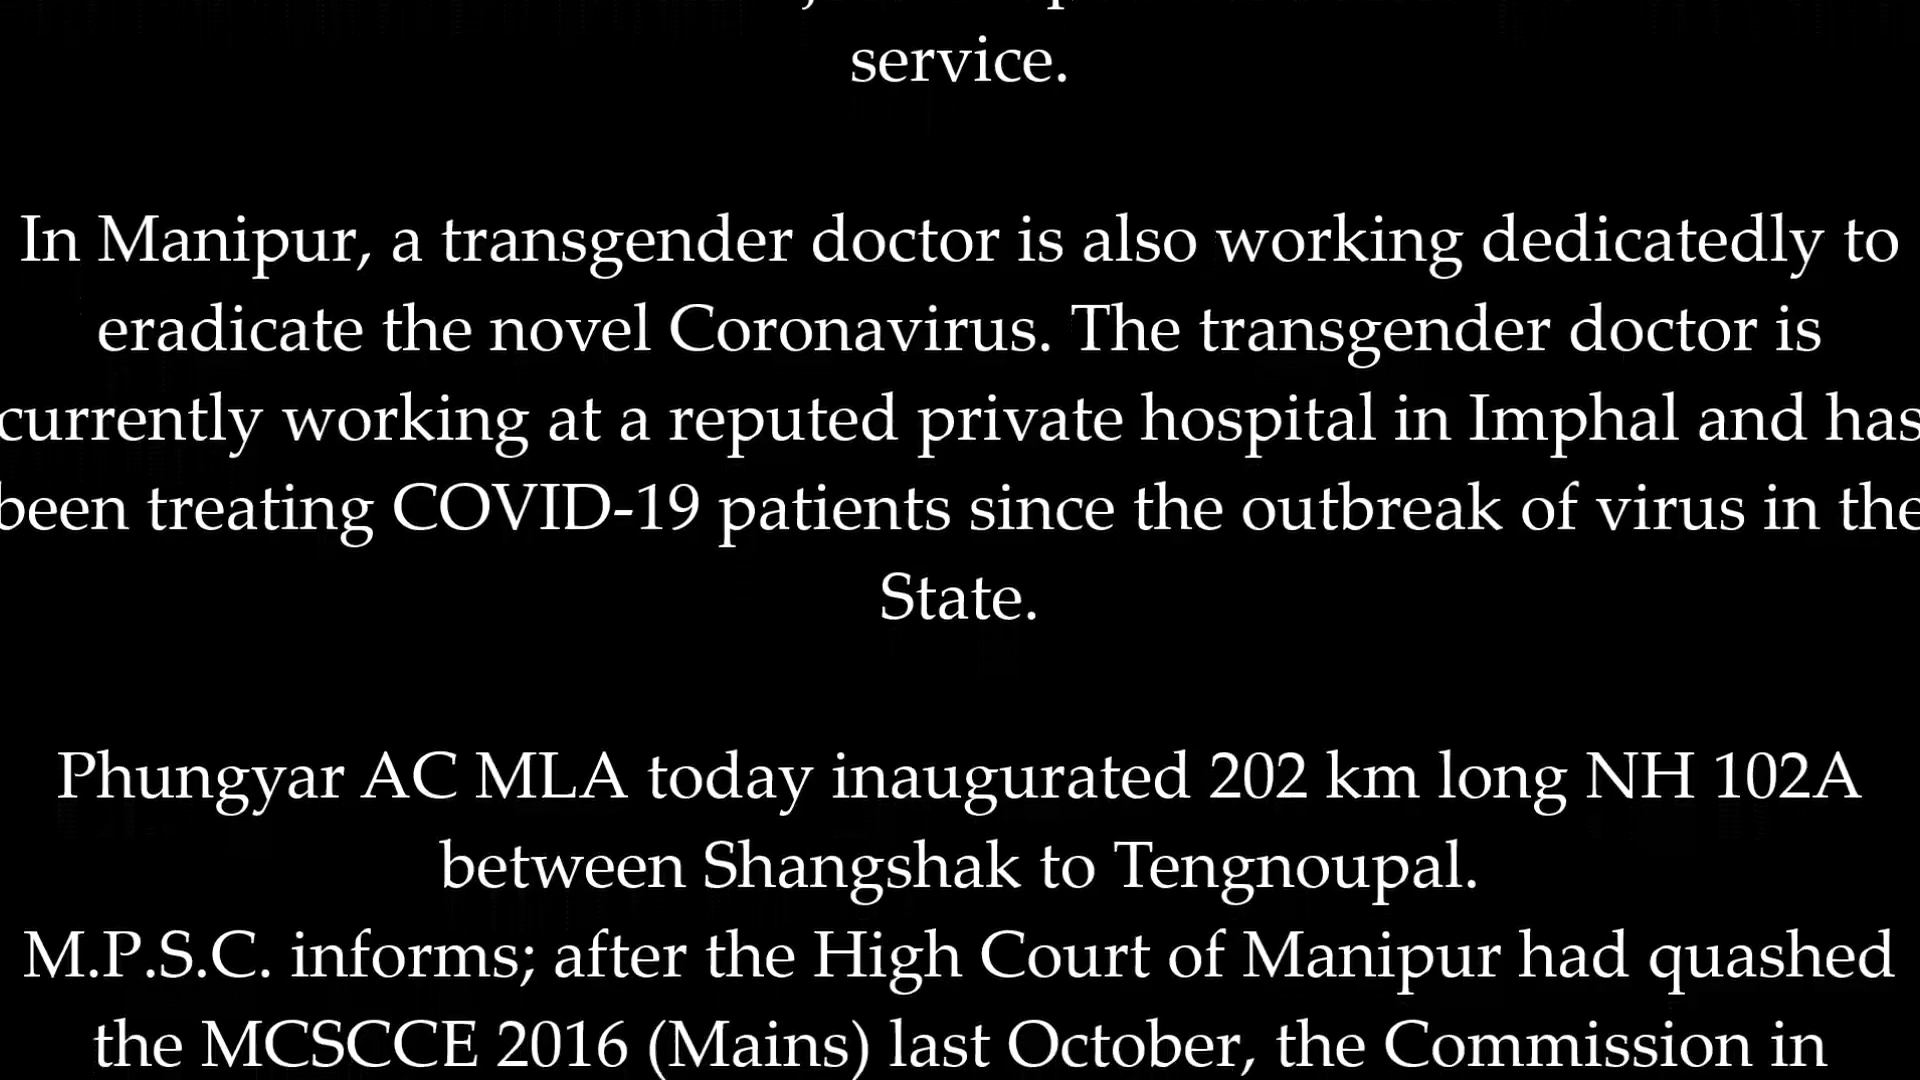 service.
In Manipur, a transgender doctor is also working dedicatedly to
eradicate the novel Coronavirus. The transgender doctor is
currently working at a reputed private hospital in Imphal and has
been treating COVID-19 patients since the outbreak of virus in the
State.
Phungyar AC MLA today inaugurated 202 km long NH 102A
between Shangshak to Tengnoupal.
M.P.S.C. informs; after the High Court of Manipur had quashed
the MCSCCE 2016 (Mains) last October, the Commission in